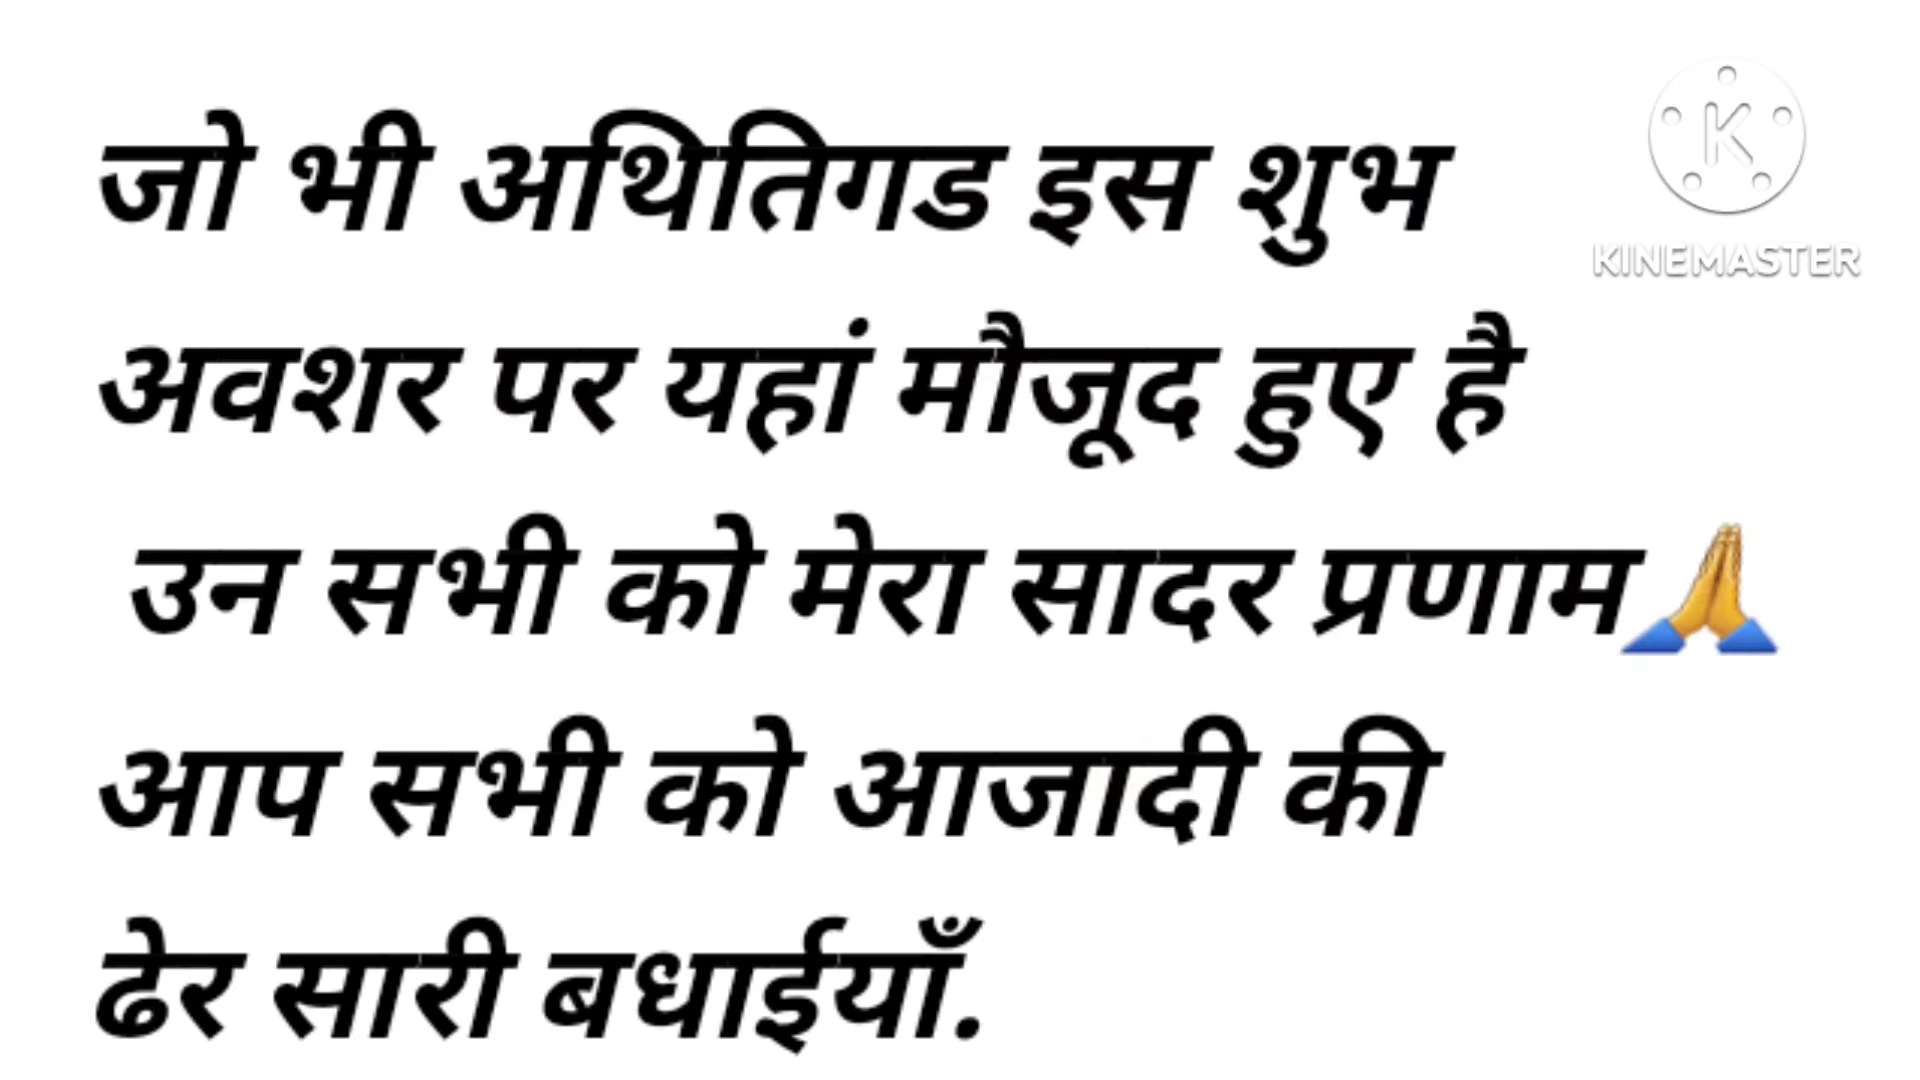 जो भी अथितिगड इस शुभ
KINEMASTER
अवशर पर यहां मौजूद हुए है
उन सभी को मेरा सादर प्रणाम🙏
आप सभी को आजादी की
ढेर सारी बधाईयाँ.